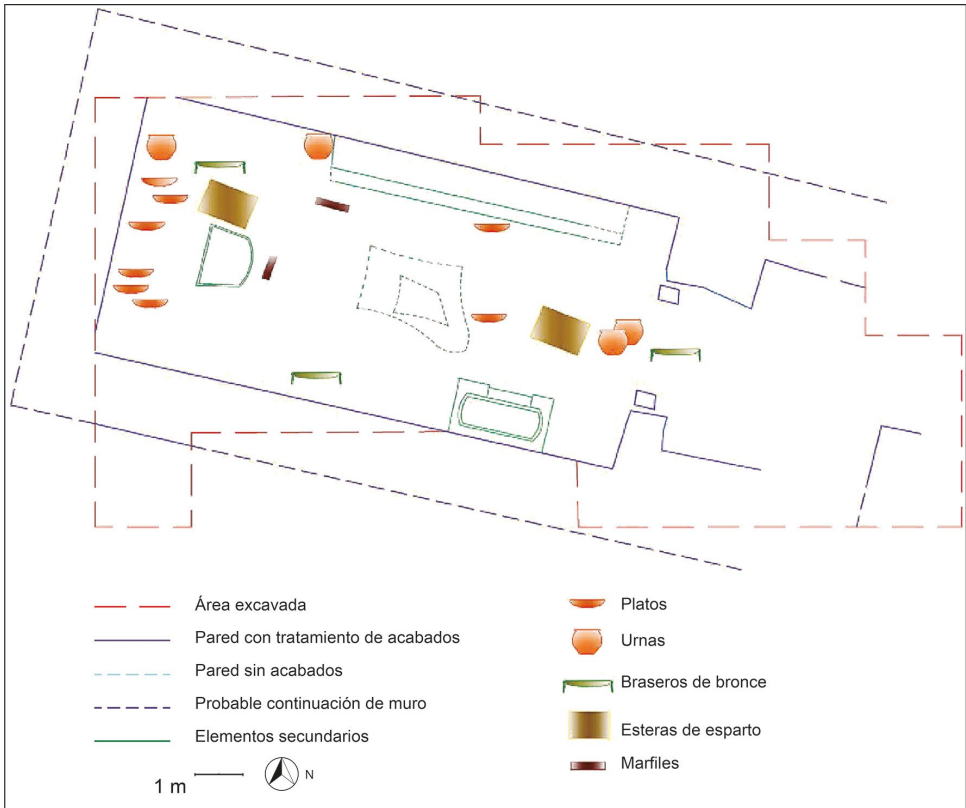 Área excavada
Pared con tratamiento de acabados
Pared sin acabados
Probable continuación de muro
Elementos secundarios
1 m
N
Platos
Urnas
Braseros de bronce
Esteras de esparto
Marfiles